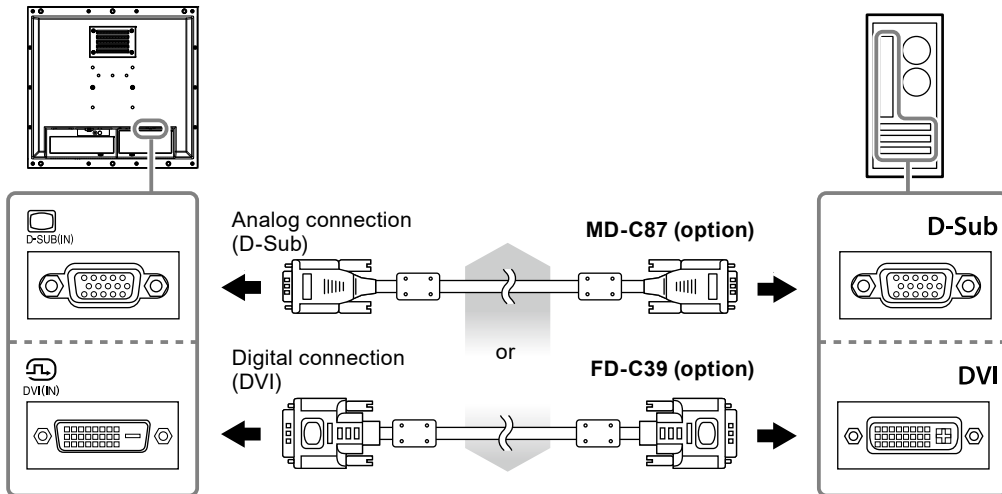 D-SUB(IN)
Analog connection
(D-Sub)
MD-C87 (option)
D-Sub
or
DVI(IN)
Digital connection
(DVI)
FD-C39 (option)
DVI